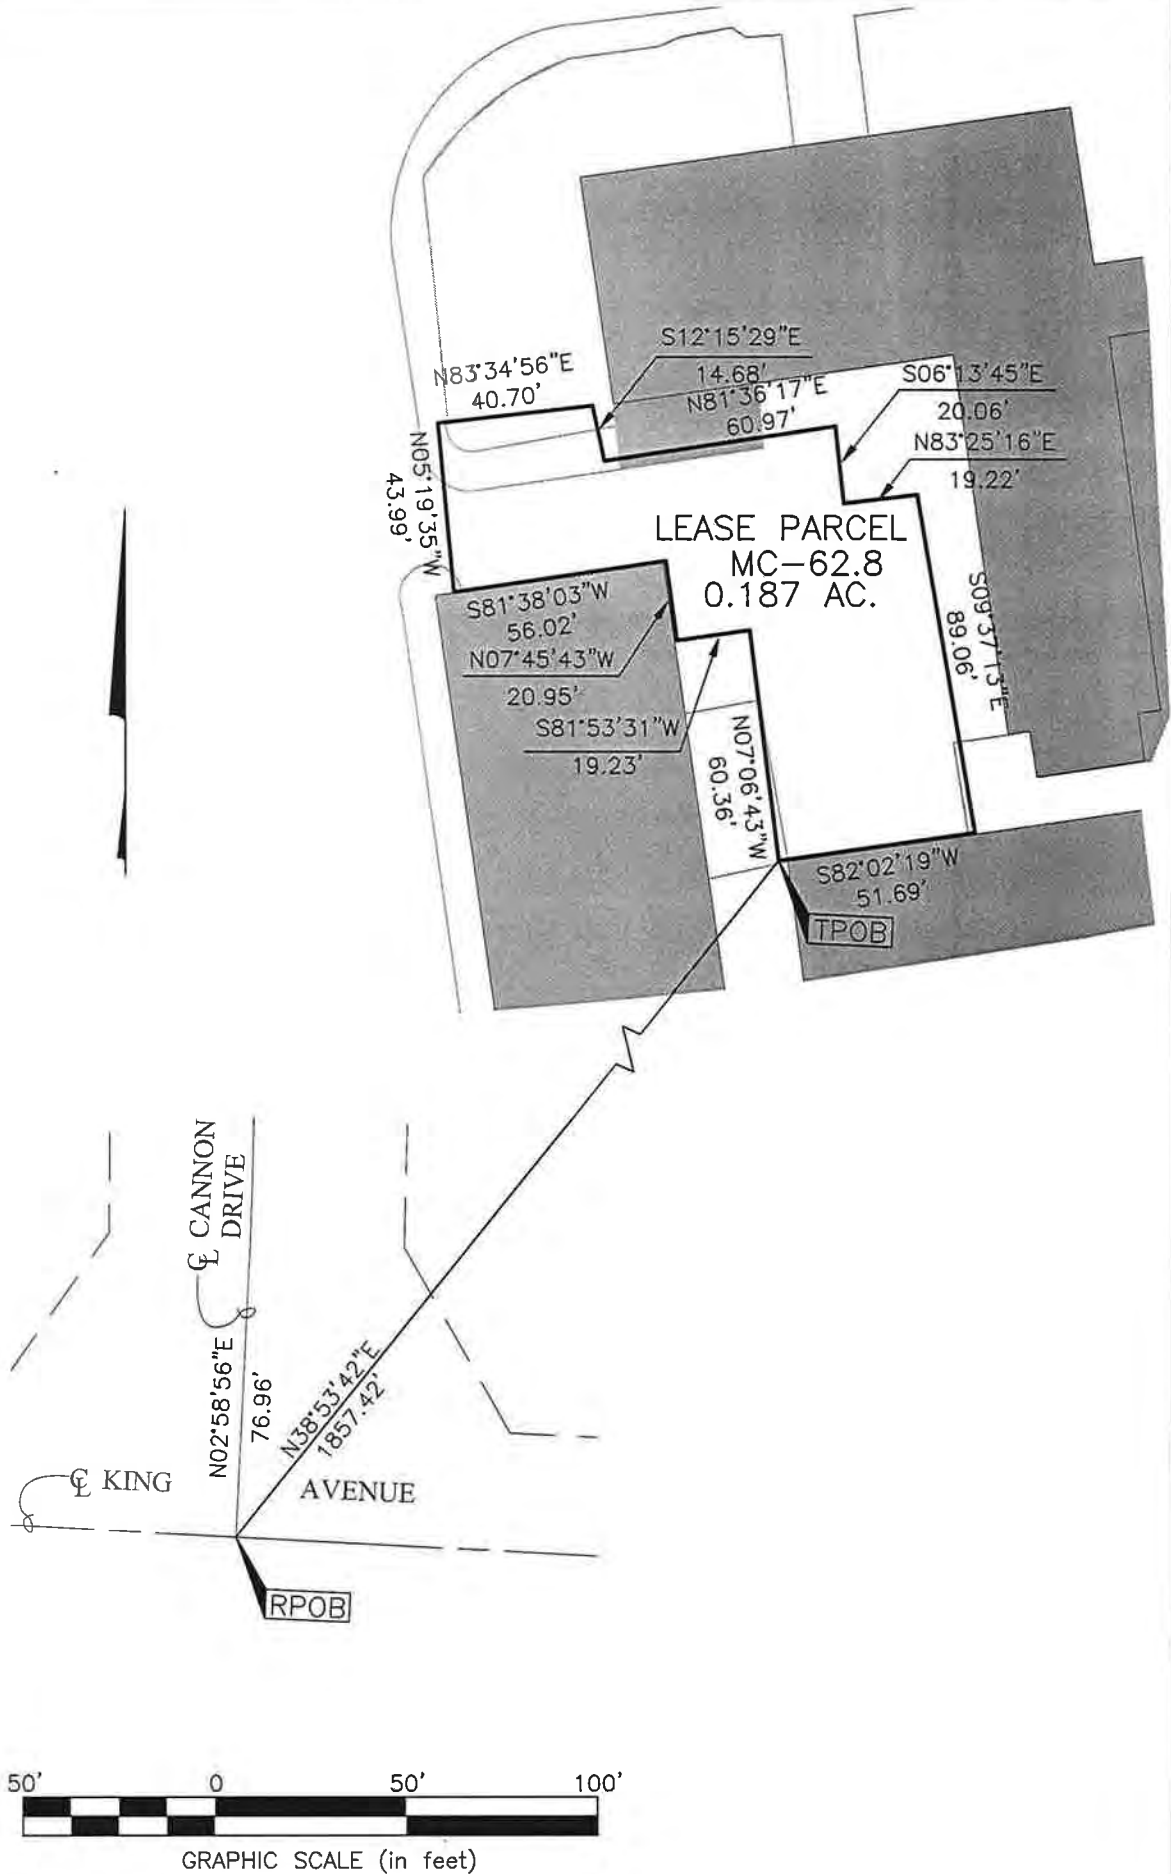 S12°15'29"E
14.68'
N83°34'56"E
40.70'
S06°13'45"E
20.06'
N81°36'17"E
60.97'
N83°25'16"E
19.22'
N05°19'35"W
43.99'
LEASE PARCEL
MC-62.8
0.187 AC.
S81°38'03"W
56.02'
N07°45'43"W
20.95'
S09°37'13"E
89.06'
S81°53'31"W
19.23'
N07°06'43"W
60.36'
S82°02'19"W
51.69'
TPOB
℄ CANNON
DRIVE
N02°58'56"E
76.96'
N38°53'42"E
1857.42'
℄ KING
AVENUE
RPOB
50' 0 50' 100'
GRAPHIC SCALE (in feet)